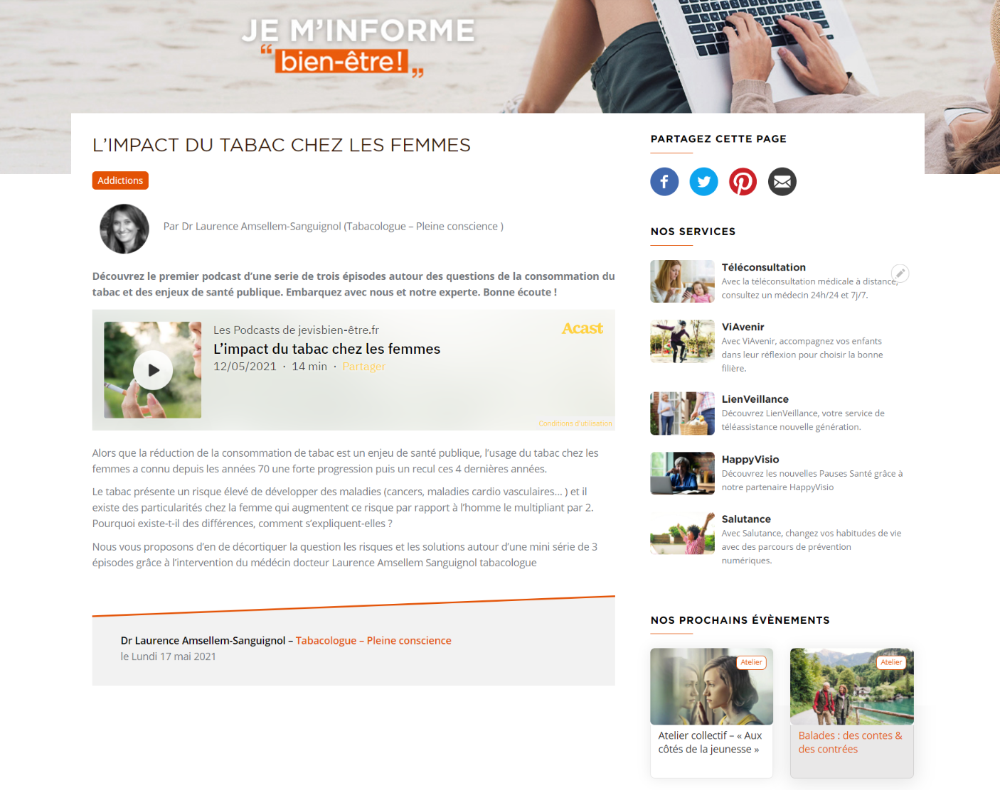 JE M'INFORME
“ bien-être! „
L'IMPACT DU TABAC CHEZ LES FEMMES
Addictions
Par Dr Laurence Amsellem-Sanguignol (Tabacologue – Pleine conscience )
Découvrez le premier podcast d'une serie de trois épisodes autour des questions de la consommation du
tabac et des enjeux de santé publique. Embarquez avec nous et notre experte. Bonne écoute !
Les Podcasts de jevisbien-être.fr
Acast
L'impact du tabac chez les femmes
12/05/2021 · 14 min · Partager
Conditions d'utilisation
Alors que la réduction de la consommation de tabac est un enjeu de santé publique, l'usage du tabac chez les
femmes a connu depuis les années 70 une forte progression puis un recul ces 4 dernières années.
Le tabac présente un risque élevé de développer des maladies (cancers, maladies cardio vasculaires... ) et il
existe des particularités chez la femme qui augmentent ce risque par rapport à l'homme le multipliant par 2.
Pourquoi existe-t-il des différences, comment s'expliquent-elles ?
Nous vous proposons d'en de décortiquer la question les risques et les solutions autour d'une mini série de 3
épisodes grâce à l'intervention du médécin docteur Laurence Amsellem Sanguignol tabacologue
Dr Laurence Amsellem-Sanguignol – Tabacologue – Pleine conscience
le Lundi 17 mai 2021
PARTAGEZ CETTE PAGE
NOS SERVICES
Téléconsultation
Avec la téléconsultation médicale à distance,
consultez un médecin 24h/24 et 7j/7.
ViAvenir
Avec ViAvenir, accompagnez vos enfants
dans leur réflexion pour choisir la bonne
filière.
LienVeillance
Découvrez LienVeillance, votre service de
téléassistance nouvelle génération.
HappyVisio
Découvrez les nouvelles Pauses Santé grâce à
notre partenaire HappyVisio
Salutance
Avec Salutance, changez vos habitudes de vie
avec des parcours de prévention
numériques.
NOS PROCHAINS ÉVÈNEMENTS
Atelier
Atelier collectif – « Aux
côtés de la jeunesse »
Atelier
Balades : des contes &
des contrées